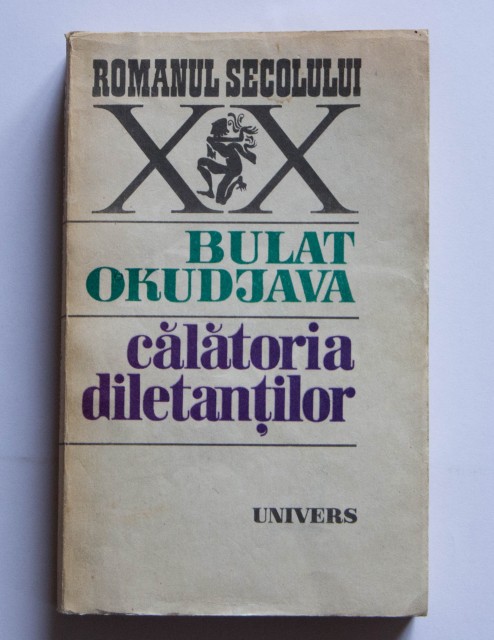 ROMANUL SECOLULUI
XX
BULAT
OKUDJAVA
călătoria
diletanților
UNIVERS